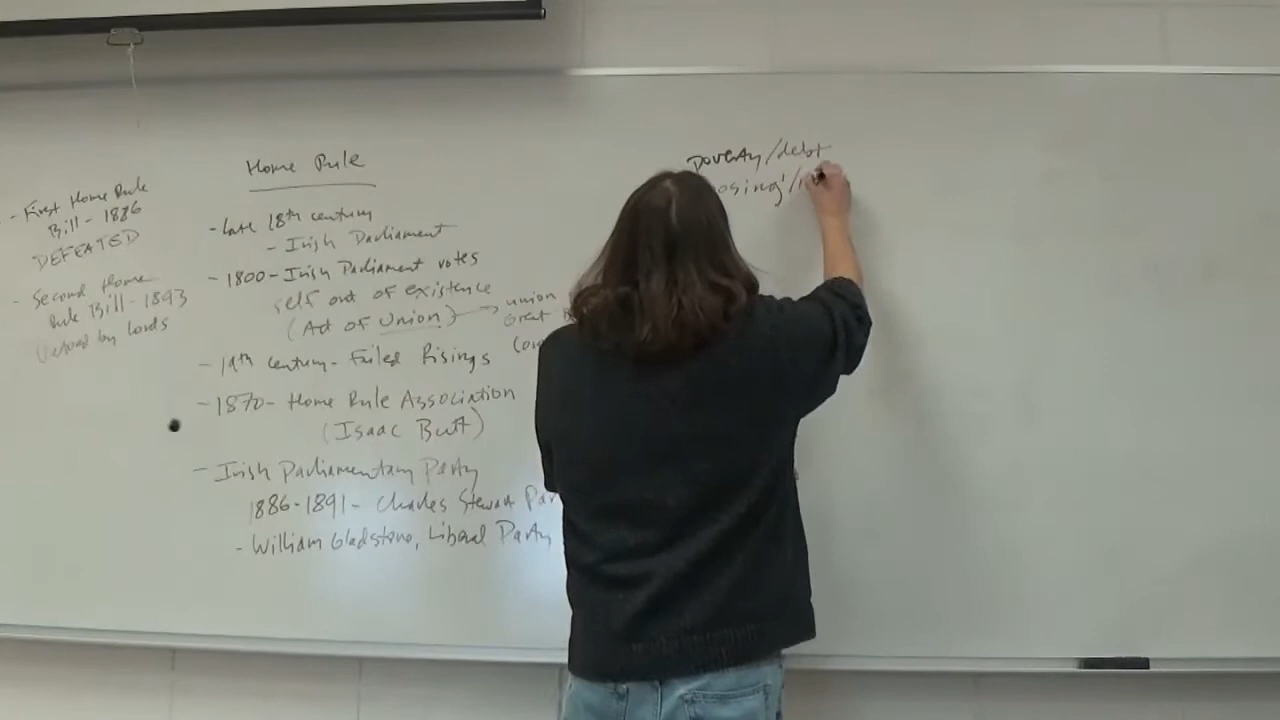 - First Home Rule
Bill - 1886
DEFEATED
- Second Home
Rule Bill - 1893
by Lords
Home Rule
- Late 18th century
- Irish Parliament
- 1800 - Irish Parliament votes
self out of existence
(Act of Union) → union
Great
- 19th century - Failed Risings
- 1870 - Home Rule Association
(Isaac Butt)
- Irish Parliamentary Party
1886-1891 - Charles Stewart
- William Gladstone, Liberal Party
poverty/debt